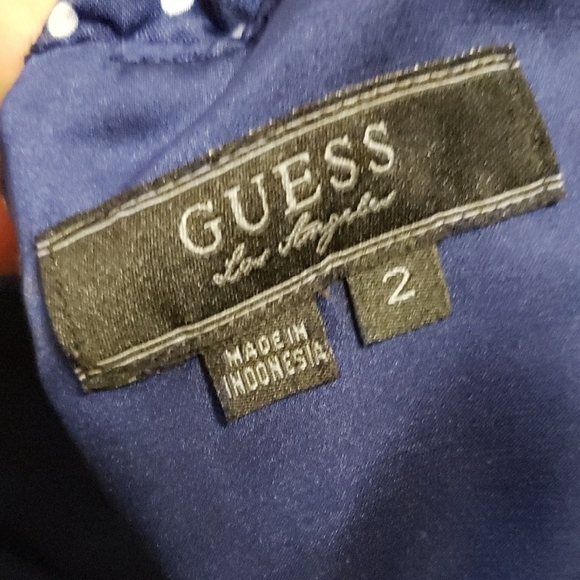 GUESS
Los Angeles
2
MADE IN
INDONESIA